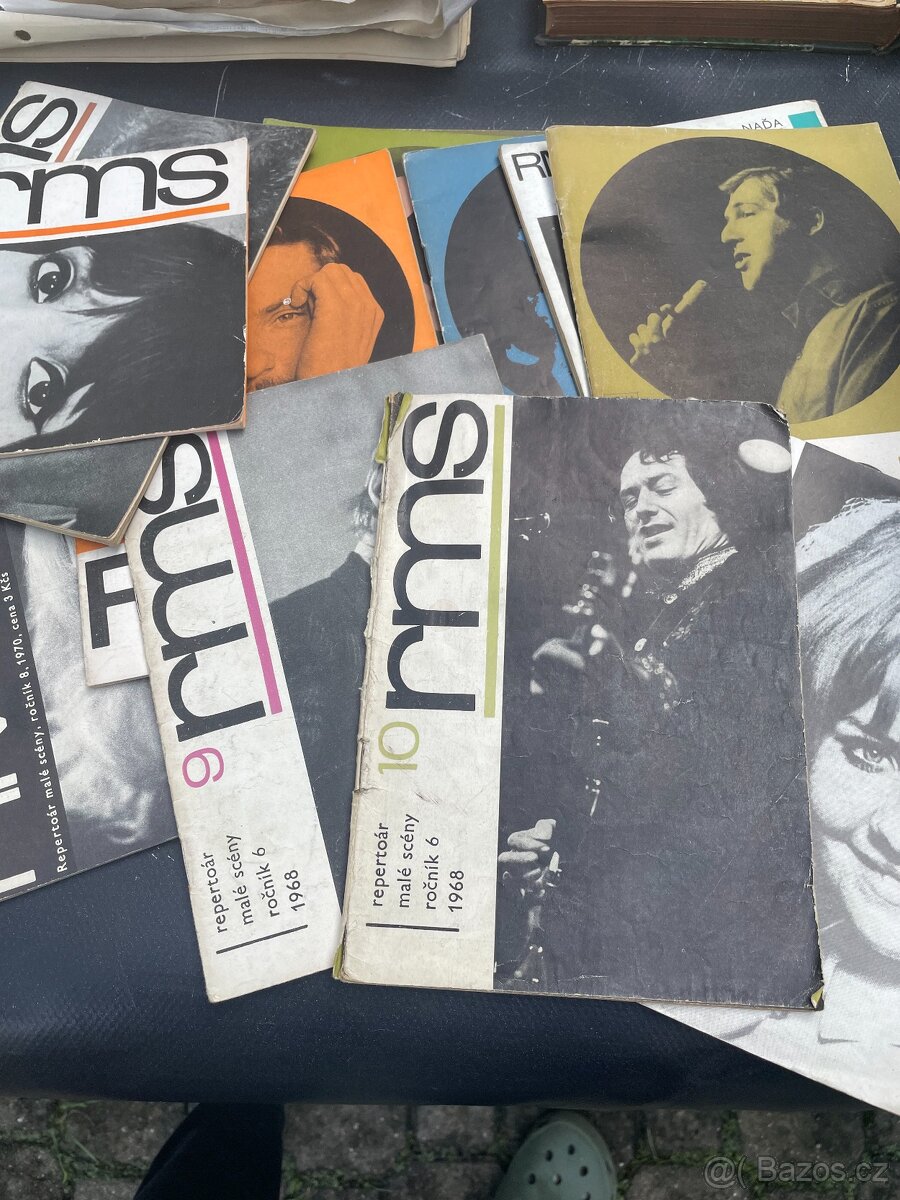 rms
rms
NAĎA
RM
Repertoár malé scény, ročník 8, 1970, cena 3 Kčs
9 rms
repertoár
malé scény
ročník 6
1968
10 rms
repertoár
malé scény
ročník 6
1968
@( Bazos.cz